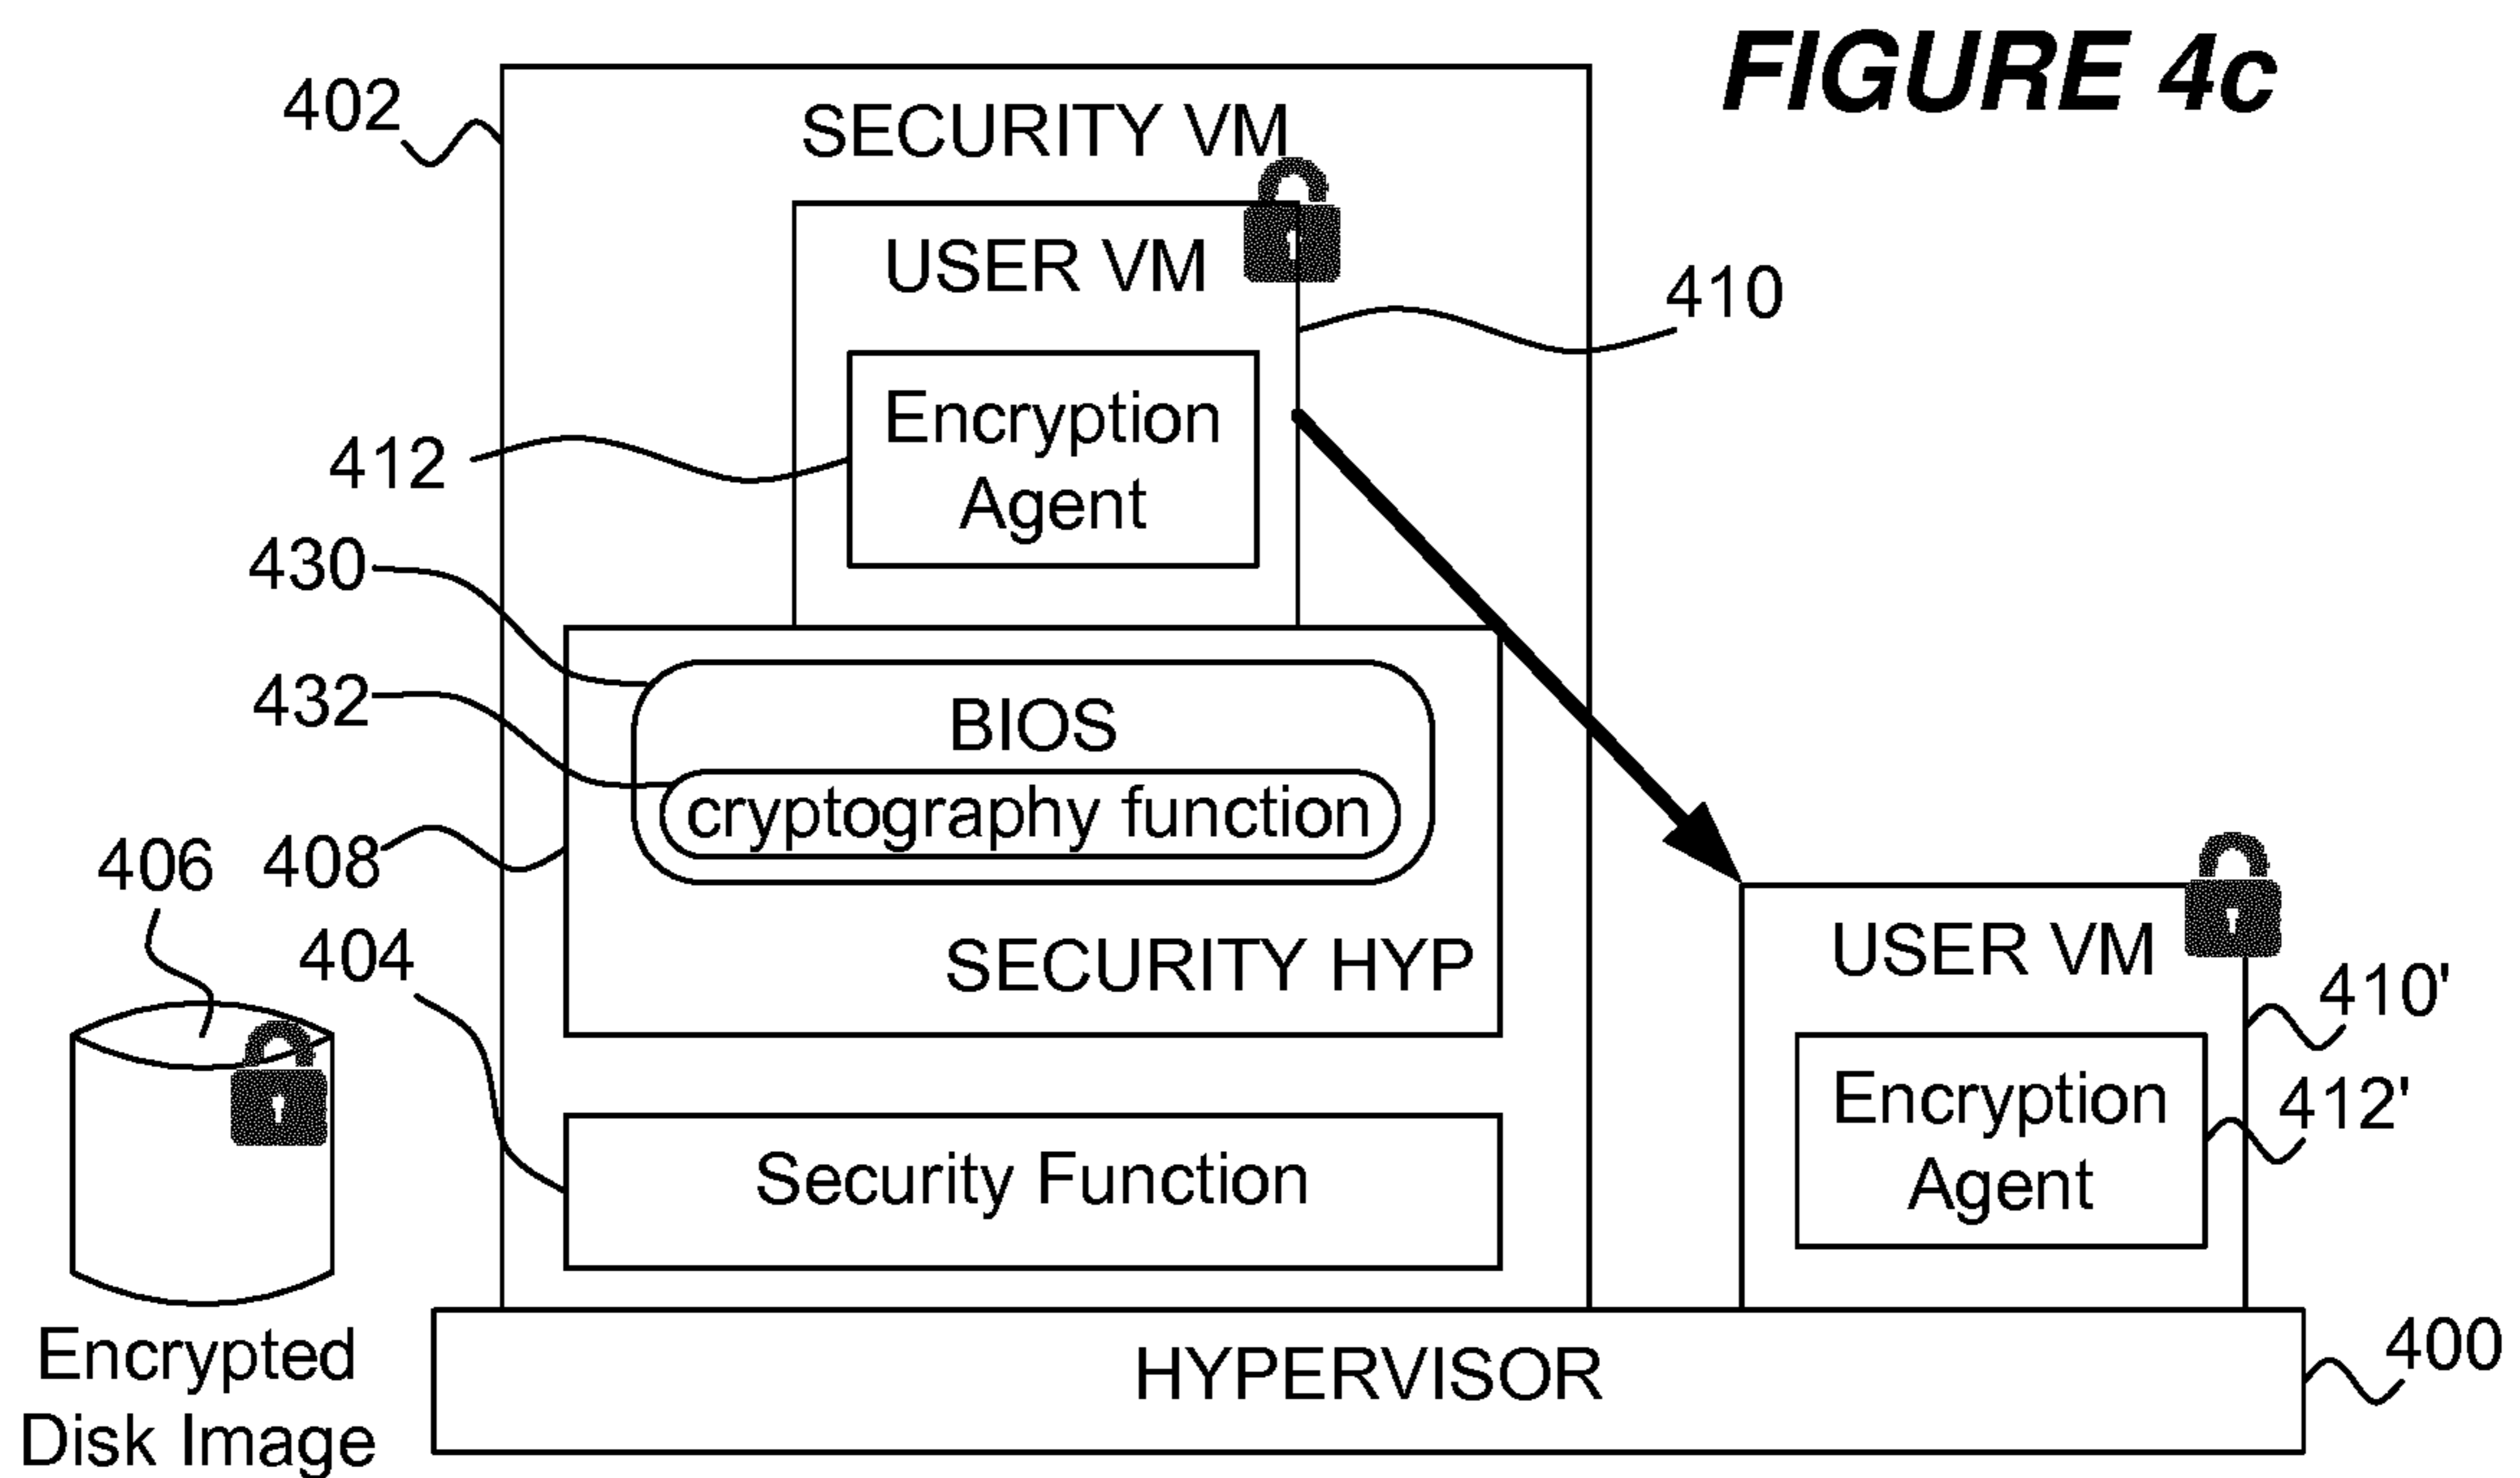 FIGURE 4c
402
SECURITY VM
USER VM
410
Encryption
Agent
412
430
BIOS
432
cryptography function
408
406
SECURITY HYP
404
USER VM
410'
Encryption
Agent
412'
Security Function
Encrypted
Disk Image
HYPERVISOR
400